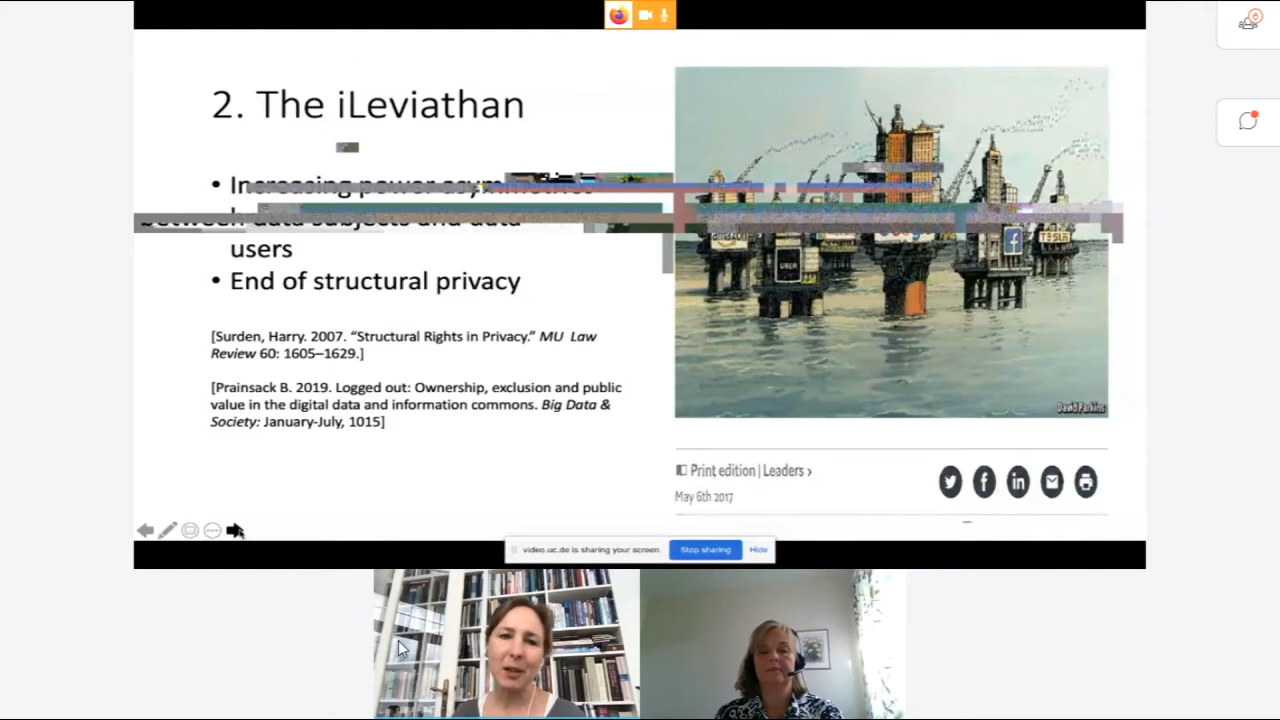 6
2. The iLeviathan
• Increasing power asymmetries
between data subjects and data
users
• End of structural privacy
[Surden, Harry. 2007. “Structural Rights in Privacy.” MU Law
Review 60: 1605–1629.]
[Prainsack B. 2019. Logged out: Ownership, exclusion and public
value in the digital data and information commons. Big Data &
Society: January-July, 1015]
UBER
f
TESLA
David Parkins
Print edition | Leaders ›
May 6th 2017
f
in
video.uc.de is sharing your screen.
Stop sharing
Hide